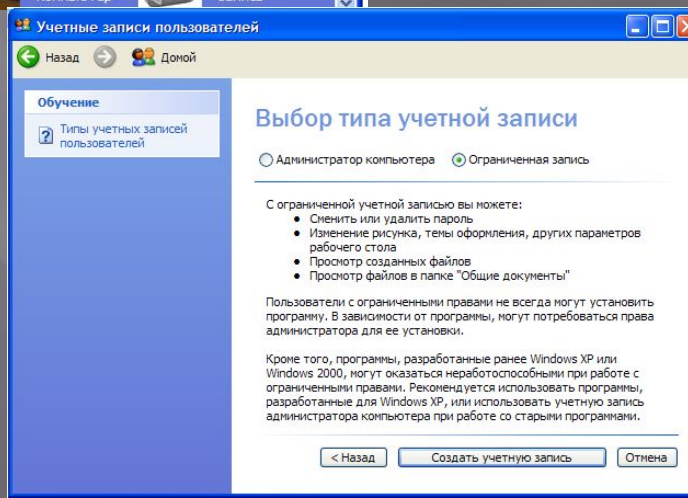 Учетные записи пользователей
Назад
Домой
Обучение
Типы учетных записей
пользователей
Выбор типа учетной записи
Администратор компьютера Ограниченная запись
С ограниченной учетной записью вы можете:
• Сменить или удалить пароль
• Изменение рисунка, темы оформления, других параметров
рабочего стола
• Просмотр созданных файлов
• Просмотр файлов в папке "Общие документы"
Пользователи с ограниченными правами не всегда могут установить
программу. В зависимости от программы, могут потребоваться права
администратора для ее установки.
Кроме того, программы, разработанные ранее Windows XP или
Windows 2000, могут оказаться неработоспособными при работе с
ограниченными правами. Рекомендуется использовать программы,
разработанные для Windows XP, или использовать учетную запись
администратора компьютера при работе со старыми программами.
< Назад Создать учетную запись Отмена